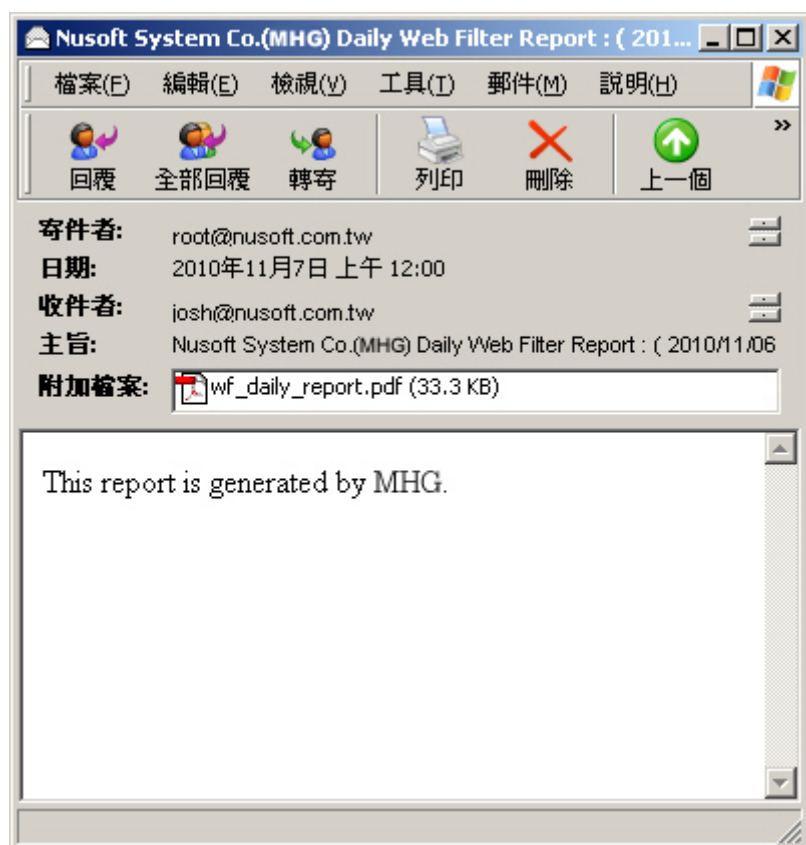 Nusoft System Co.(MHG) Daily Web Filter Report : ( 201...
檔案(F) 編輯(E) 檢視(V) 工具(T) 郵件(M) 說明(H)
回覆 全部回覆 轉寄 列印 刪除 上一個 »
寄件者: root@nusoft.com.tw
日期: 2010年11月7日 上午 12:00
收件者: josh@nusoft.com.tw
主旨: Nusoft System Co.(MHG) Daily Web Filter Report : ( 2010/11/06
附加檔案: wf_daily_report.pdf (33.3 KB)
This report is generated by MHG.